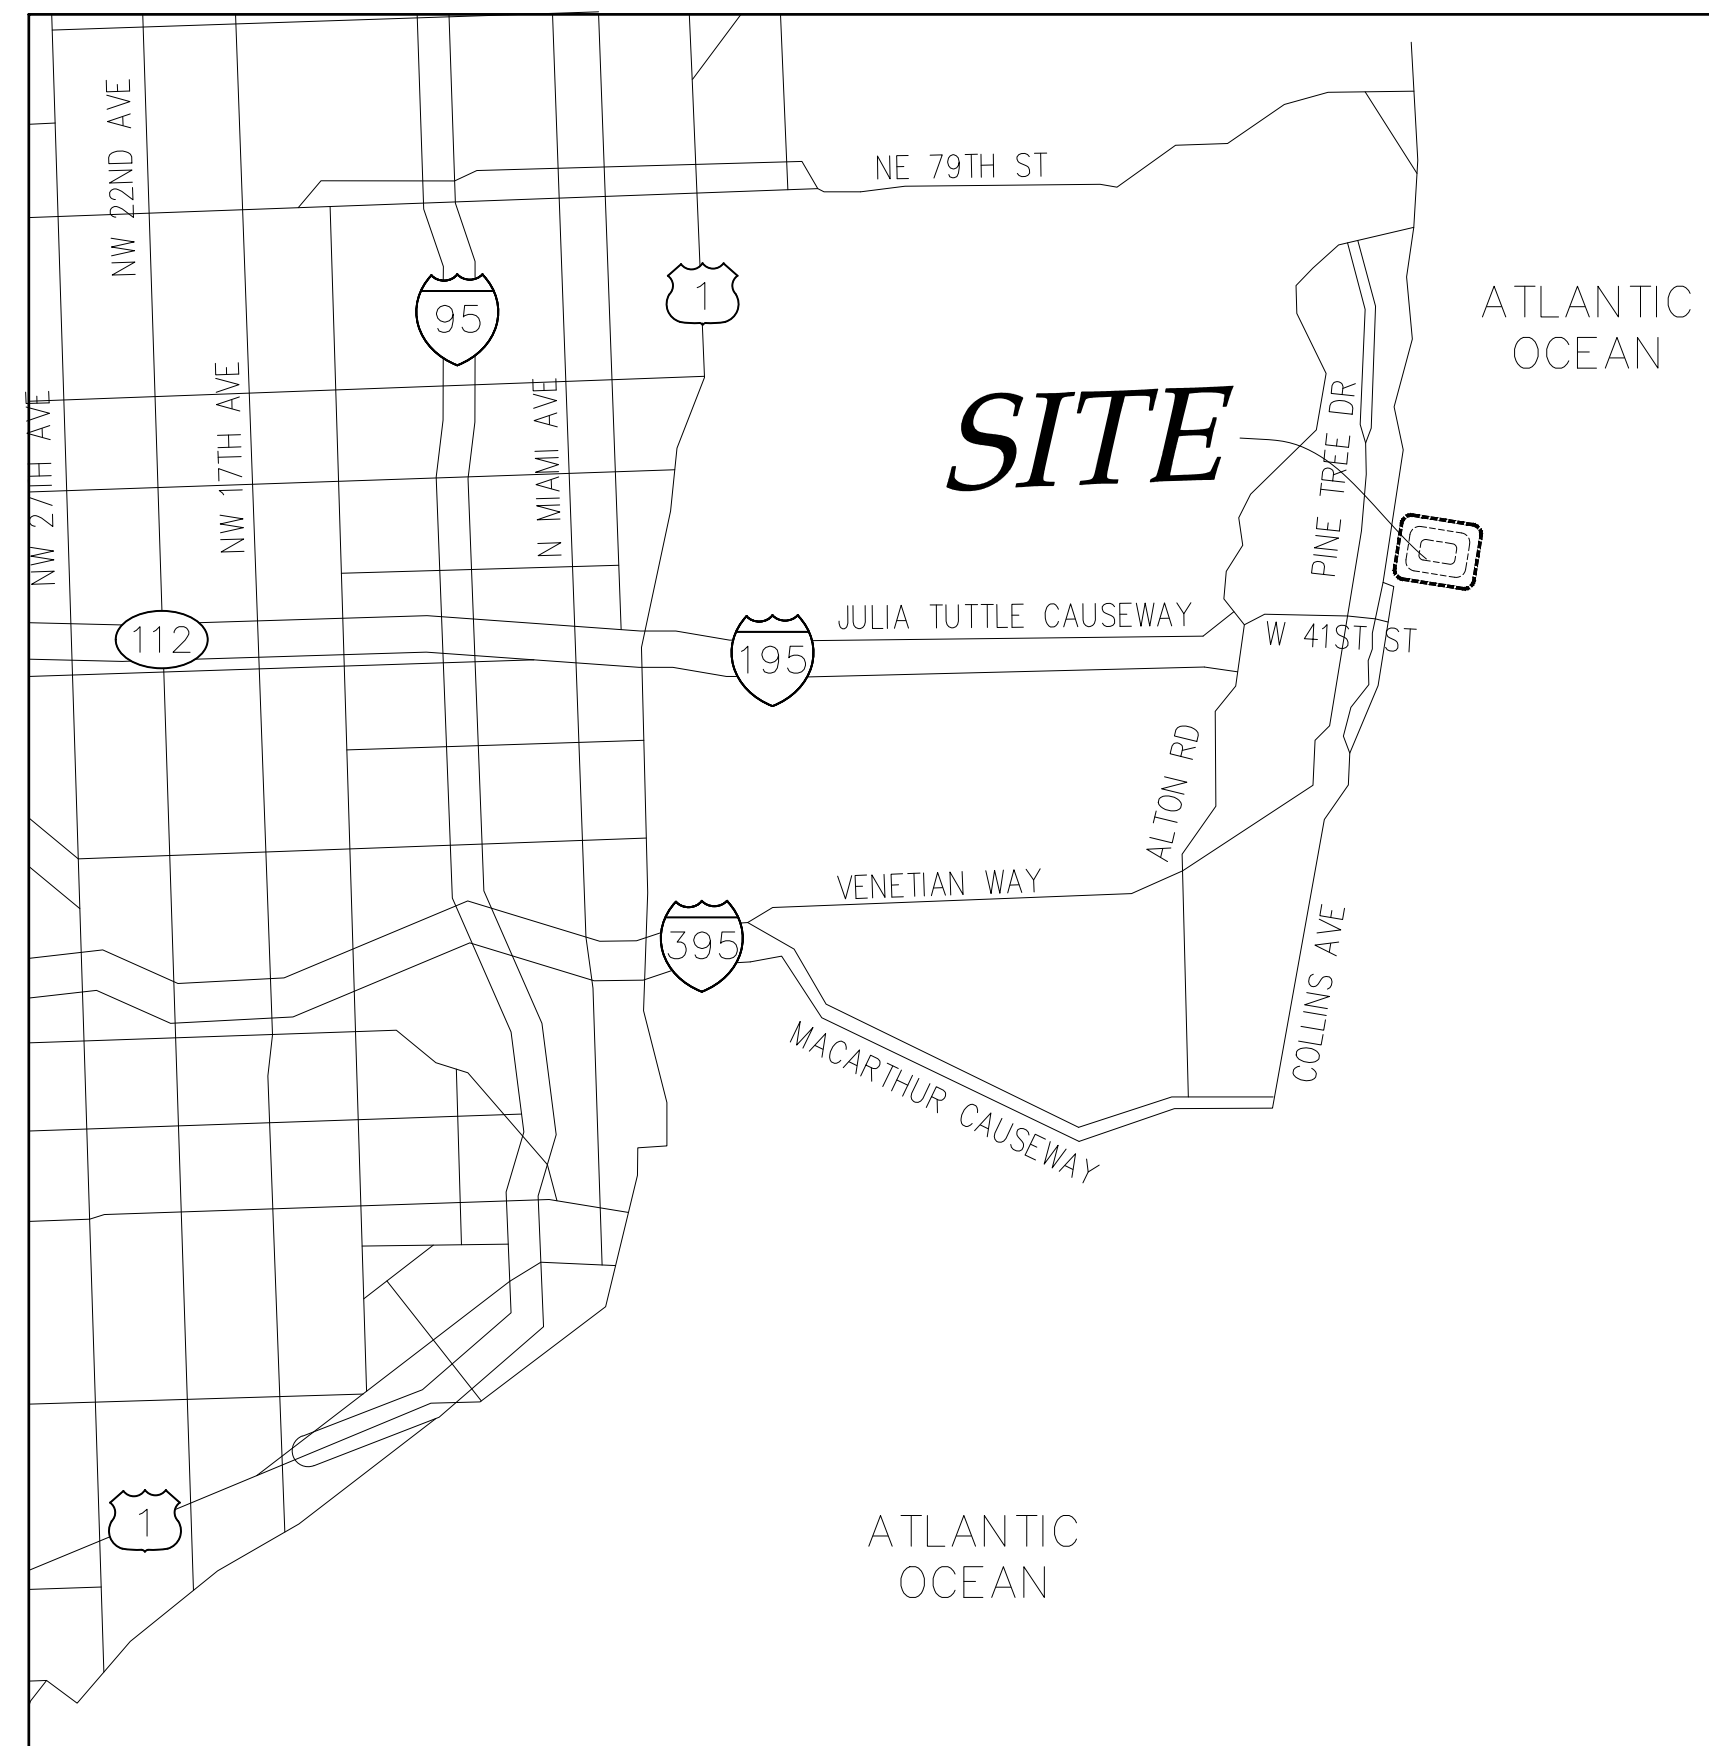 NW 22ND AVE
NE 79TH ST
95
1
ATLANTIC
OCEAN
NW 27TH AVE
NW 17TH AVE
N MIAMI AVE
SITE
PINE TREE DR
112
195
JULIA TUTTLE CAUSEWAY
W 41ST ST
ALTON RD
VENETIAN WAY
395
COLLINS AVE
MACARTHUR CAUSEWAY
1
ATLANTIC
OCEAN